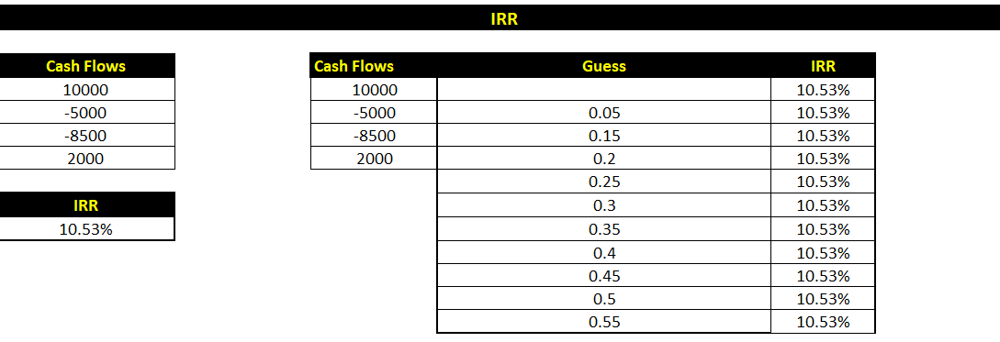 IRR
Cash Flows Cash Flows Guess IRR
10000 10000 10.53%
-5000 -5000 0.05 10.53%
-8500 -8500 0.15 10.53%
2000 2000 0.2 10.53%
0.25 10.53%
IRR 0.3 10.53%
10.53% 0.35 10.53%
0.4 10.53%
0.45 10.53%
0.5 10.53%
0.55 10.53%